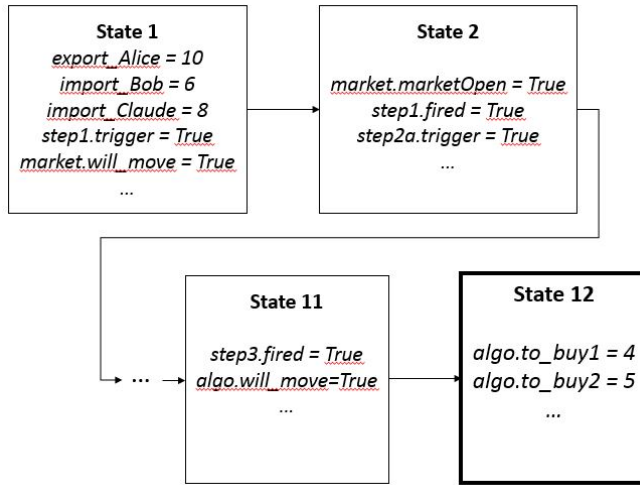 State 1
export_Alice = 10
import_Bob = 6
import_Claude = 8
step1.trigger = True
market.will_move = True
...
State 2
market.marketOpen = True
step1.fired = True
step2a.trigger = True
...
...
State 11
step3.fired = True
algo.will_move=True
...
State 12
algo.to_buy1 = 4
algo.to_buy2 = 5
...